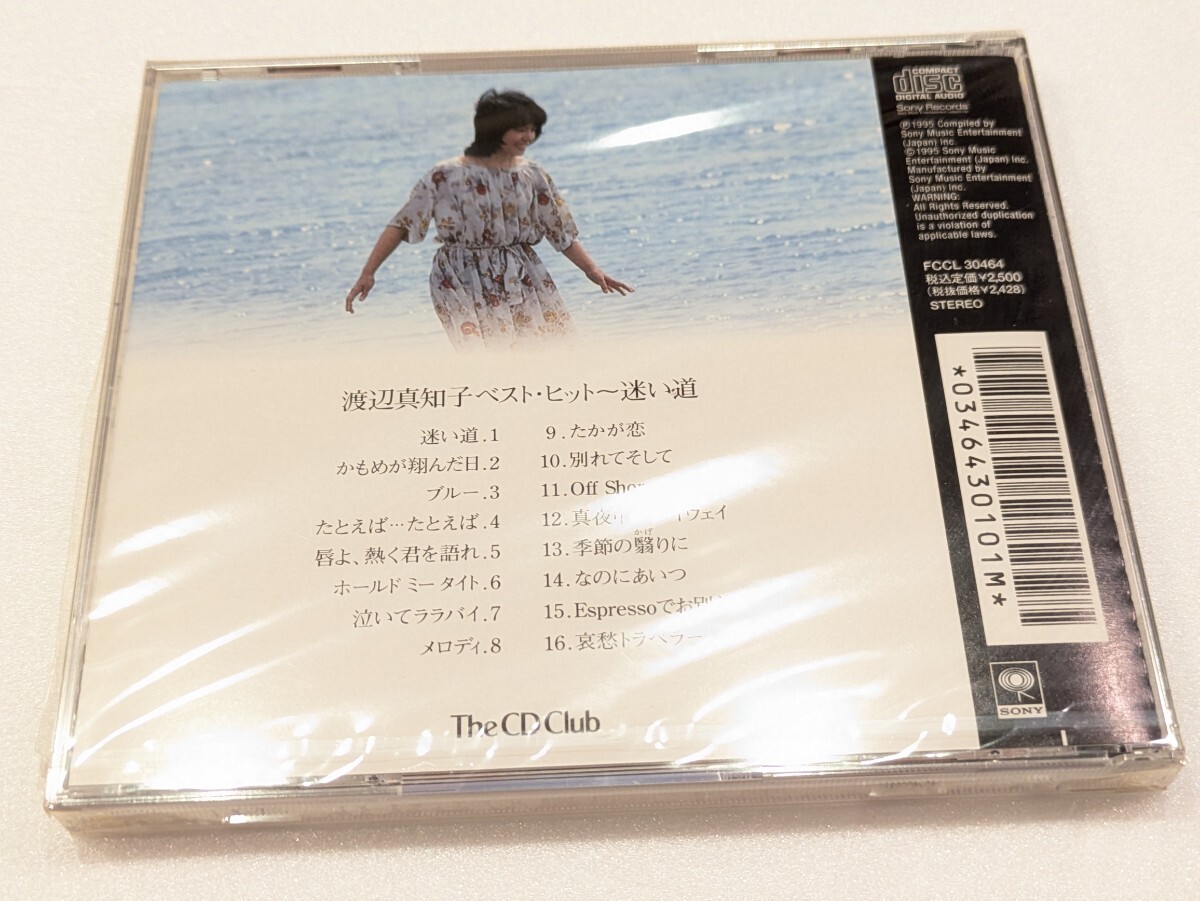 渡辺真知子ベスト・ヒット〜迷い道
迷い道.1
かもめが翔んだ日.2
ブルー.3
たとえば…たとえば.4
唇よ、熱く君を語れ.5
ホールド ミー タイト.6
泣いてララバイ.7
メロディ.8
9.たかが恋
10.別れてそして
11.Off
12.真夜中
かげ
13.季節の翳りに
14.なのにあいつ
15.Espressoでお別れ
16.哀愁トラベラー
The CD Club
COMPACT
disc
DIGITAL AUDIO
Sony Records
℗1995 Compiled by
Sony Music Entertainment
(Japan) Inc.
©1995 Sony Music
Entertainment (Japan) Inc.
Manufactured by
Sony Music Entertainment
(Japan) Inc.
WARNING:
All Rights Reserved.
Unauthorized duplication
is a violation of
applicable laws.
FCCL 30464
税込定価¥2,500
(税抜価格¥2,428)
STEREO
*0346430101M*
SONY